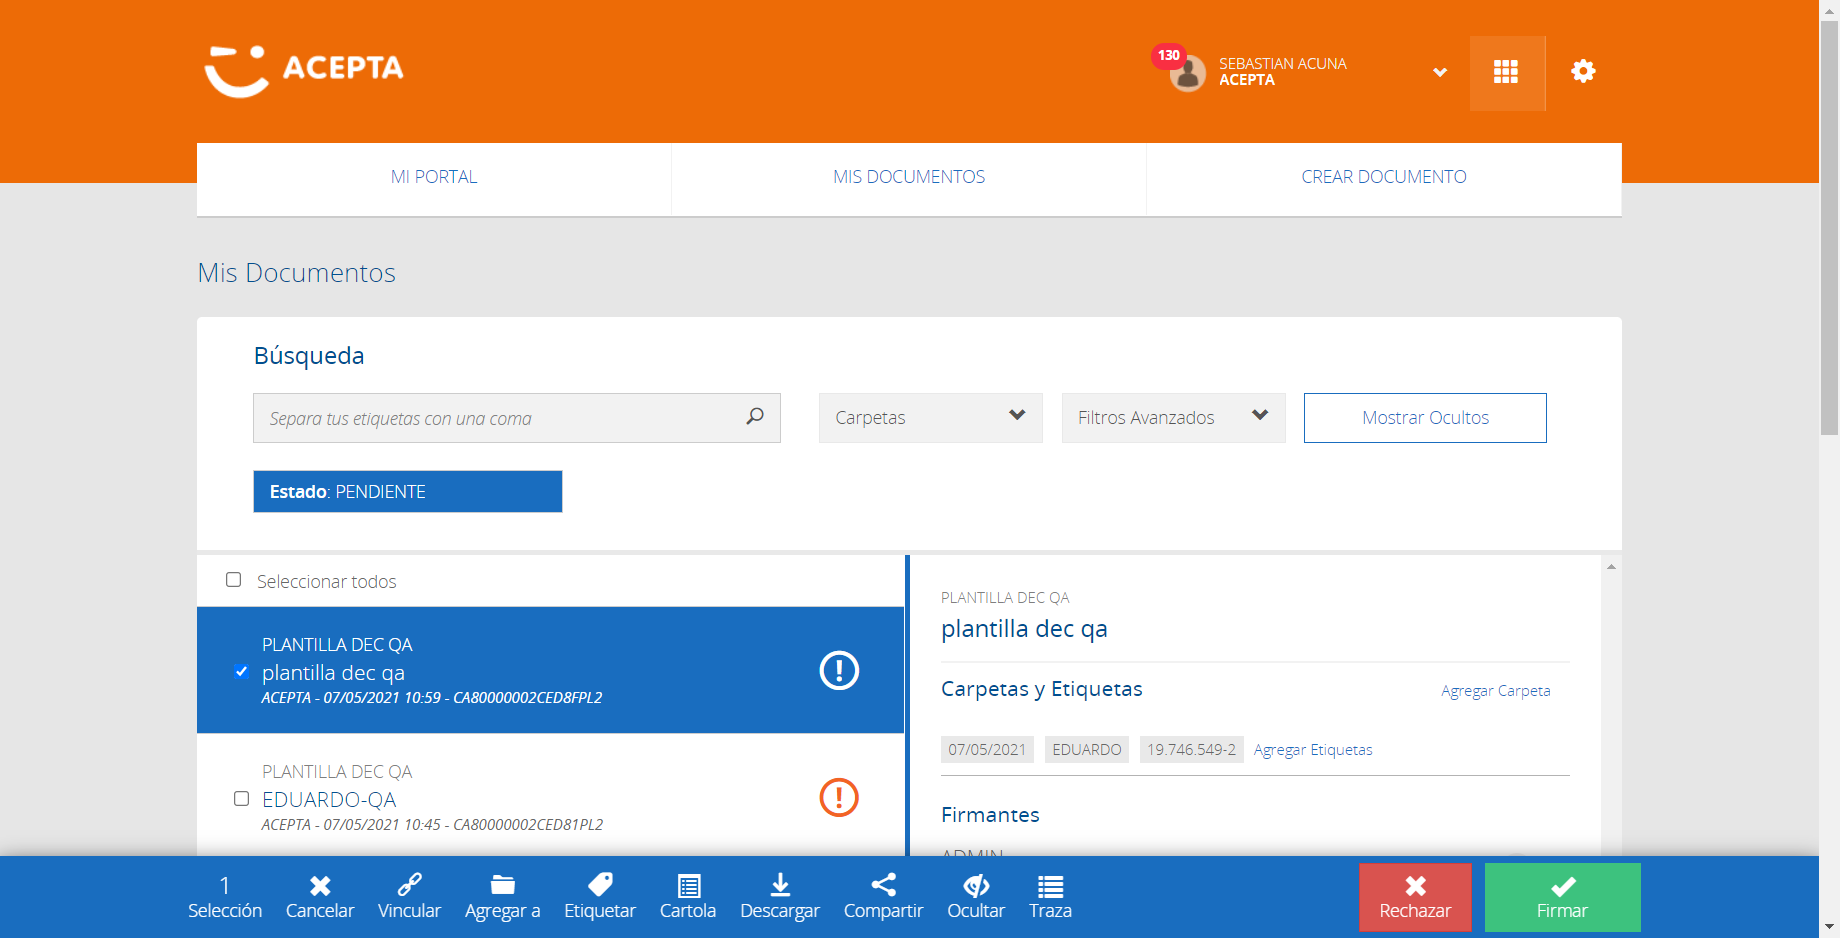 ACEPTA
130
SEBASTIAN ACUNA
ACEPTA
MI PORTAL
MIS DOCUMENTOS
CREAR DOCUMENTO
Mis Documentos
Búsqueda
Separa tus etiquetas con una coma
Carpetas
Filtros Avanzados
Mostrar Ocultos
Estado: PENDIENTE
Seleccionar todos
PLANTILLA DEC QA
plantilla dec qa
ACEPTA - 07/05/2021 10:59 - CA80000002CED8FPL2
PLANTILLA DEC QA
EDUARDO-QA
ACEPTA - 07/05/2021 10:45 - CA80000002CED81PL2
PLANTILLA DEC QA
plantilla dec qa
Carpetas y Etiquetas
Agregar Carpeta
07/05/2021
EDUARDO
19.746.549-2
Agregar Etiquetas
Firmantes
ADMIN
1
Selección
Cancelar
Vincular
Agregar a
Etiquetar
Cartola
Descargar
Compartir
Ocultar
Traza
Rechazar
Firmar